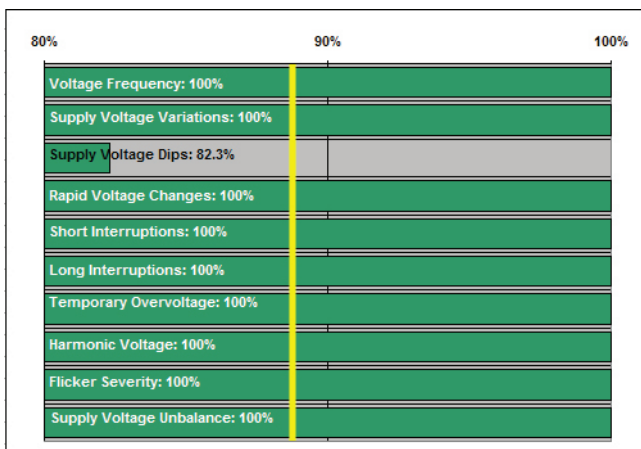 80% 90% 100%
Voltage Frequency: 100%
Supply Voltage Variations: 100%
Supply Voltage Dips: 82.3%
Rapid Voltage Changes: 100%
Short Interruptions: 100%
Long Interruptions: 100%
Temporary Overvoltage: 100%
Harmonic Voltage: 100%
Flicker Severity: 100%
Supply Voltage Unbalance: 100%